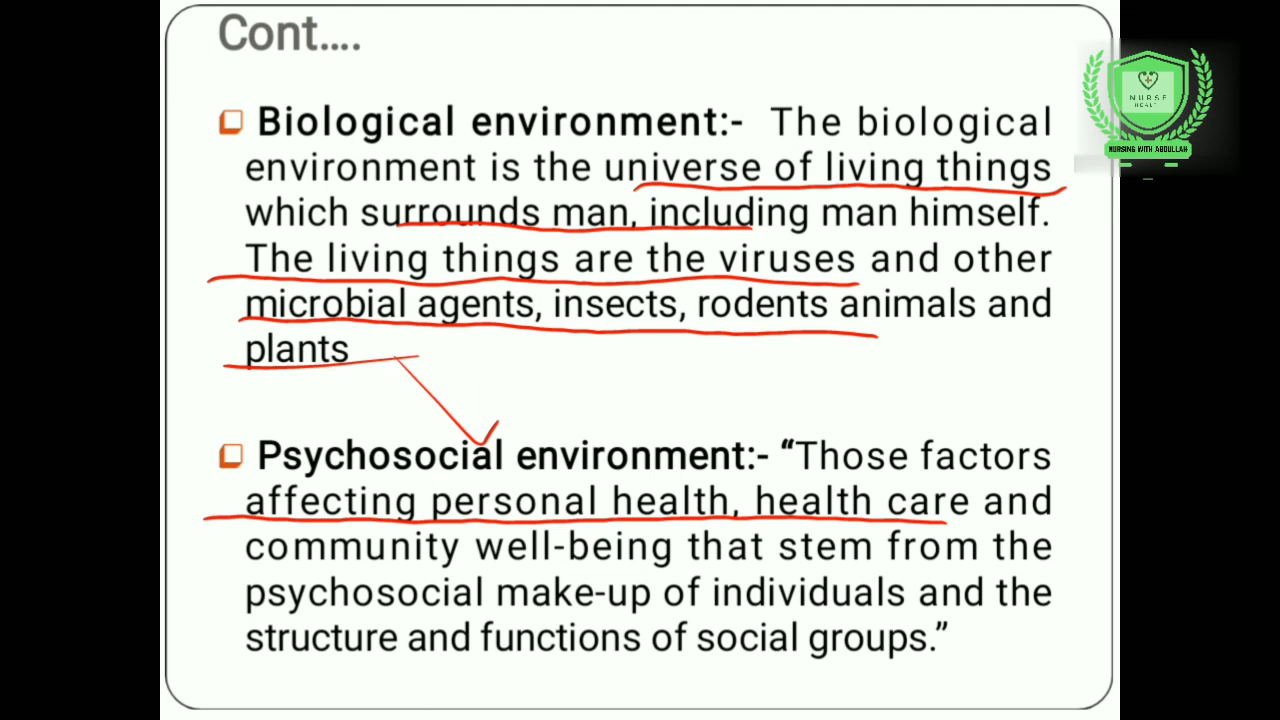 Cont....
Biological environment:- The biological
environment is the universe of living things
which surrounds man, including man himself.
The living things are the viruses and other
microbial agents, insects, rodents animals and
plants
Psychosocial environment:- “Those factors
affecting personal health, health care and
community well-being that stem from the
psychosocial make-up of individuals and the
structure and functions of social groups.”
NURSE
HEALT
NURSING WITH ABDULLAH